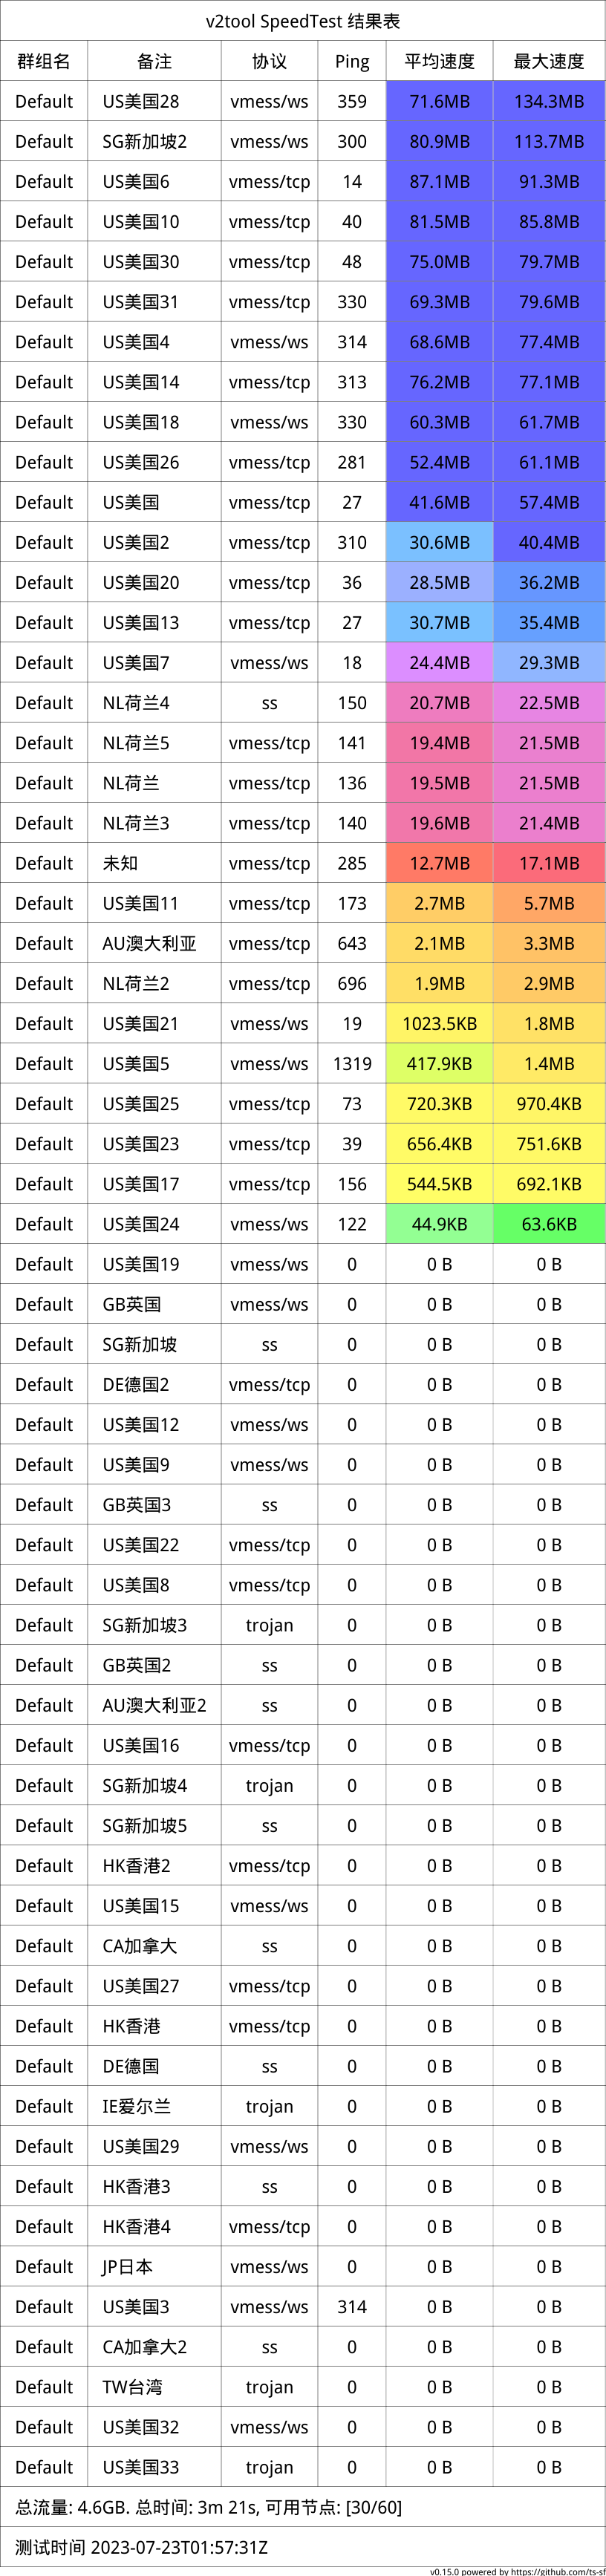 v2tool SpeedTest 结果表
群组名 备注 协议 Ping 平均速度 最大速度
Default US美国28 vmess/ws 359 71.6MB 134.3MB
Default SG新加坡2 vmess/ws 300 80.9MB 113.7MB
Default US美国6 vmess/tcp 14 87.1MB 91.3MB
Default US美国10 vmess/tcp 40 81.5MB 85.8MB
Default US美国30 vmess/tcp 48 75.0MB 79.7MB
Default US美国31 vmess/tcp 330 69.3MB 79.6MB
Default US美国4 vmess/ws 314 68.6MB 77.4MB
Default US美国14 vmess/tcp 313 76.2MB 77.1MB
Default US美国18 vmess/ws 330 60.3MB 61.7MB
Default US美国26 vmess/tcp 281 52.4MB 61.1MB
Default US美国 vmess/tcp 27 41.6MB 57.4MB
Default US美国2 vmess/tcp 310 30.6MB 40.4MB
Default US美国20 vmess/tcp 36 28.5MB 36.2MB
Default US美国13 vmess/tcp 27 30.7MB 35.4MB
Default US美国7 vmess/ws 18 24.4MB 29.3MB
Default NL荷兰4 ss 150 20.7MB 22.5MB
Default NL荷兰5 vmess/tcp 141 19.4MB 21.5MB
Default NL荷兰 vmess/tcp 136 19.5MB 21.5MB
Default NL荷兰3 vmess/tcp 140 19.6MB 21.4MB
Default 未知 vmess/tcp 285 12.7MB 17.1MB
Default US美国11 vmess/tcp 173 2.7MB 5.7MB
Default AU澳大利亚 vmess/tcp 643 2.1MB 3.3MB
Default NL荷兰2 vmess/tcp 696 1.9MB 2.9MB
Default US美国21 vmess/ws 19 1023.5KB 1.8MB
Default US美国5 vmess/ws 1319 417.9KB 1.4MB
Default US美国25 vmess/tcp 73 720.3KB 970.4KB
Default US美国23 vmess/tcp 39 656.4KB 751.6KB
Default US美国17 vmess/tcp 156 544.5KB 692.1KB
Default US美国24 vmess/ws 122 44.9KB 63.6KB
Default US美国19 vmess/ws 0 0 B 0 B
Default GB英国 vmess/ws 0 0 B 0 B
Default SG新加坡 ss 0 0 B 0 B
Default DE德国2 vmess/tcp 0 0 B 0 B
Default US美国12 vmess/ws 0 0 B 0 B
Default US美国9 vmess/ws 0 0 B 0 B
Default GB英国3 ss 0 0 B 0 B
Default US美国22 vmess/tcp 0 0 B 0 B
Default US美国8 vmess/tcp 0 0 B 0 B
Default SG新加坡3 trojan 0 0 B 0 B
Default GB英国2 ss 0 0 B 0 B
Default AU澳大利亚2 ss 0 0 B 0 B
Default US美国16 vmess/tcp 0 0 B 0 B
Default SG新加坡4 trojan 0 0 B 0 B
Default SG新加坡5 ss 0 0 B 0 B
Default HK香港2 vmess/tcp 0 0 B 0 B
Default US美国15 vmess/ws 0 0 B 0 B
Default CA加拿大 ss 0 0 B 0 B
Default US美国27 vmess/tcp 0 0 B 0 B
Default HK香港 vmess/tcp 0 0 B 0 B
Default DE德国 ss 0 0 B 0 B
Default IE爱尔兰 trojan 0 0 B 0 B
Default US美国29 vmess/ws 0 0 B 0 B
Default HK香港3 ss 0 0 B 0 B
Default HK香港4 vmess/tcp 0 0 B 0 B
Default JP日本 vmess/ws 0 0 B 0 B
Default US美国3 vmess/ws 314 0 B 0 B
Default CA加拿大2 ss 0 0 B 0 B
Default TW台湾 trojan 0 0 B 0 B
Default US美国32 vmess/ws 0 0 B 0 B
Default US美国33 trojan 0 0 B 0 B
总流量: 4.6GB. 总时间: 3m 21s, 可用节点: [30/60]
测试时间 2023-07-23T01:57:31Z
v0.15.0 powered by https://github.com/ts-sf